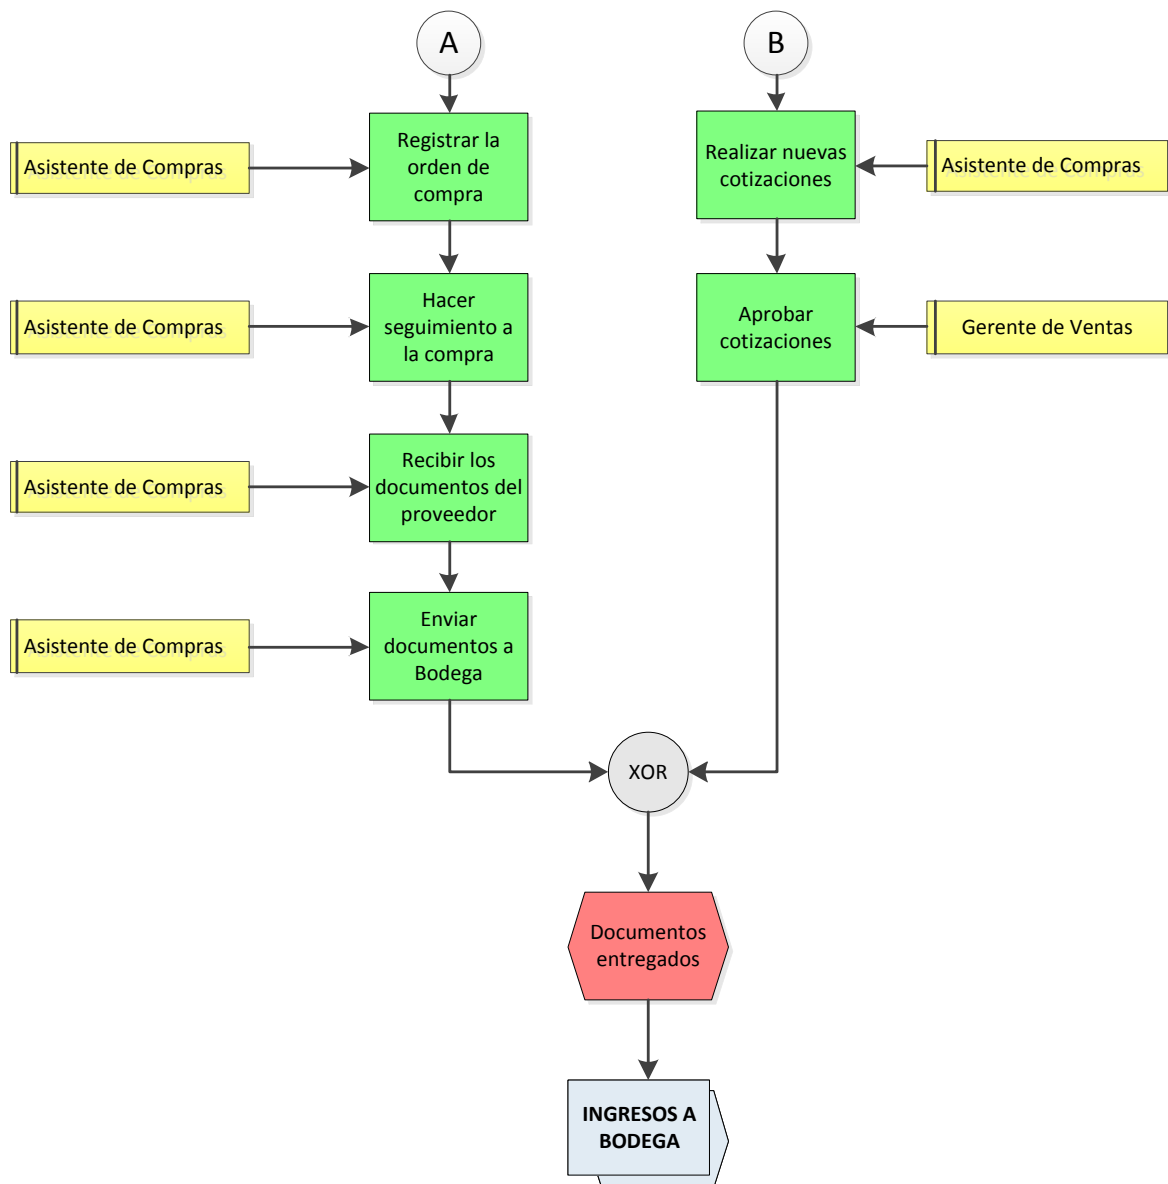 A
B
Asistente de Compras
Registrar la
orden de
compra
Realizar nuevas
cotizaciones
Asistente de Compras
Asistente de Compras
Hacer
seguimiento a
la compra
Aprobar
cotizaciones
Gerente de Ventas
Asistente de Compras
Recibir los
documentos del
proveedor
Asistente de Compras
Enviar
documentos a
Bodega
XOR
Documentos
entregados
INGRESOS A
BODEGA